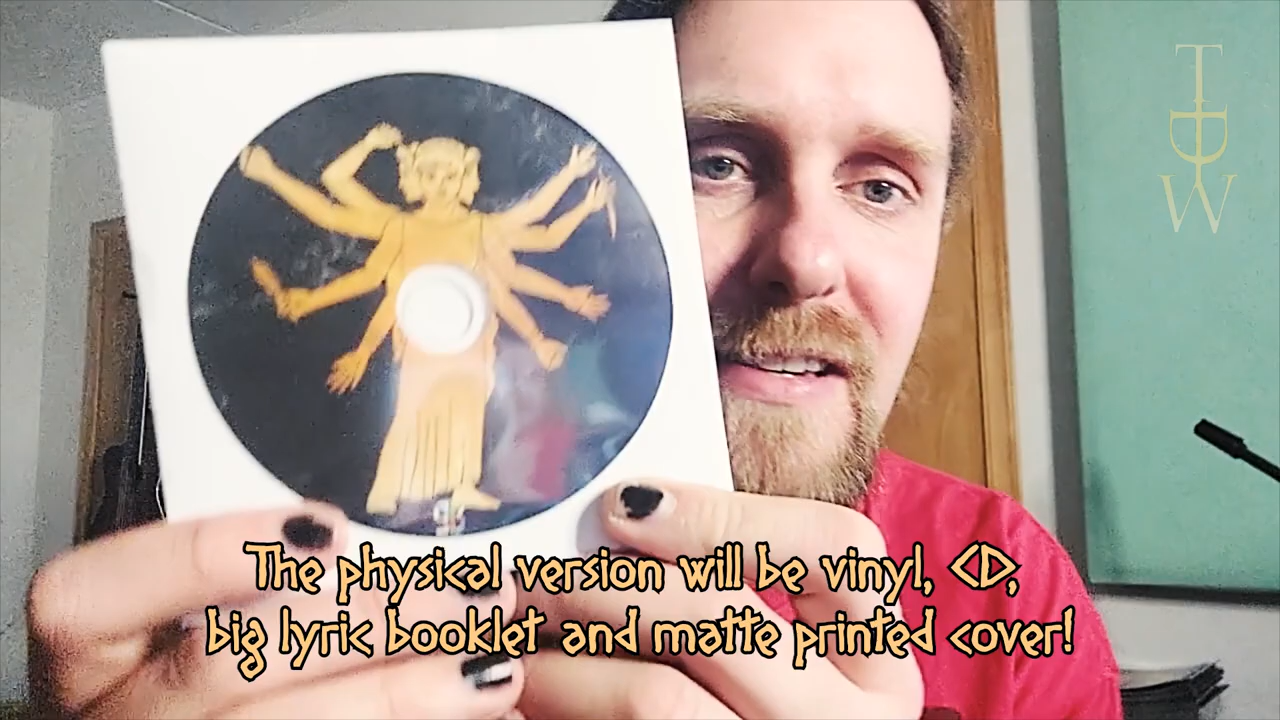 T
D
W
The physical version will be vinyl, CD,
big lyric booklet and matte printed cover!